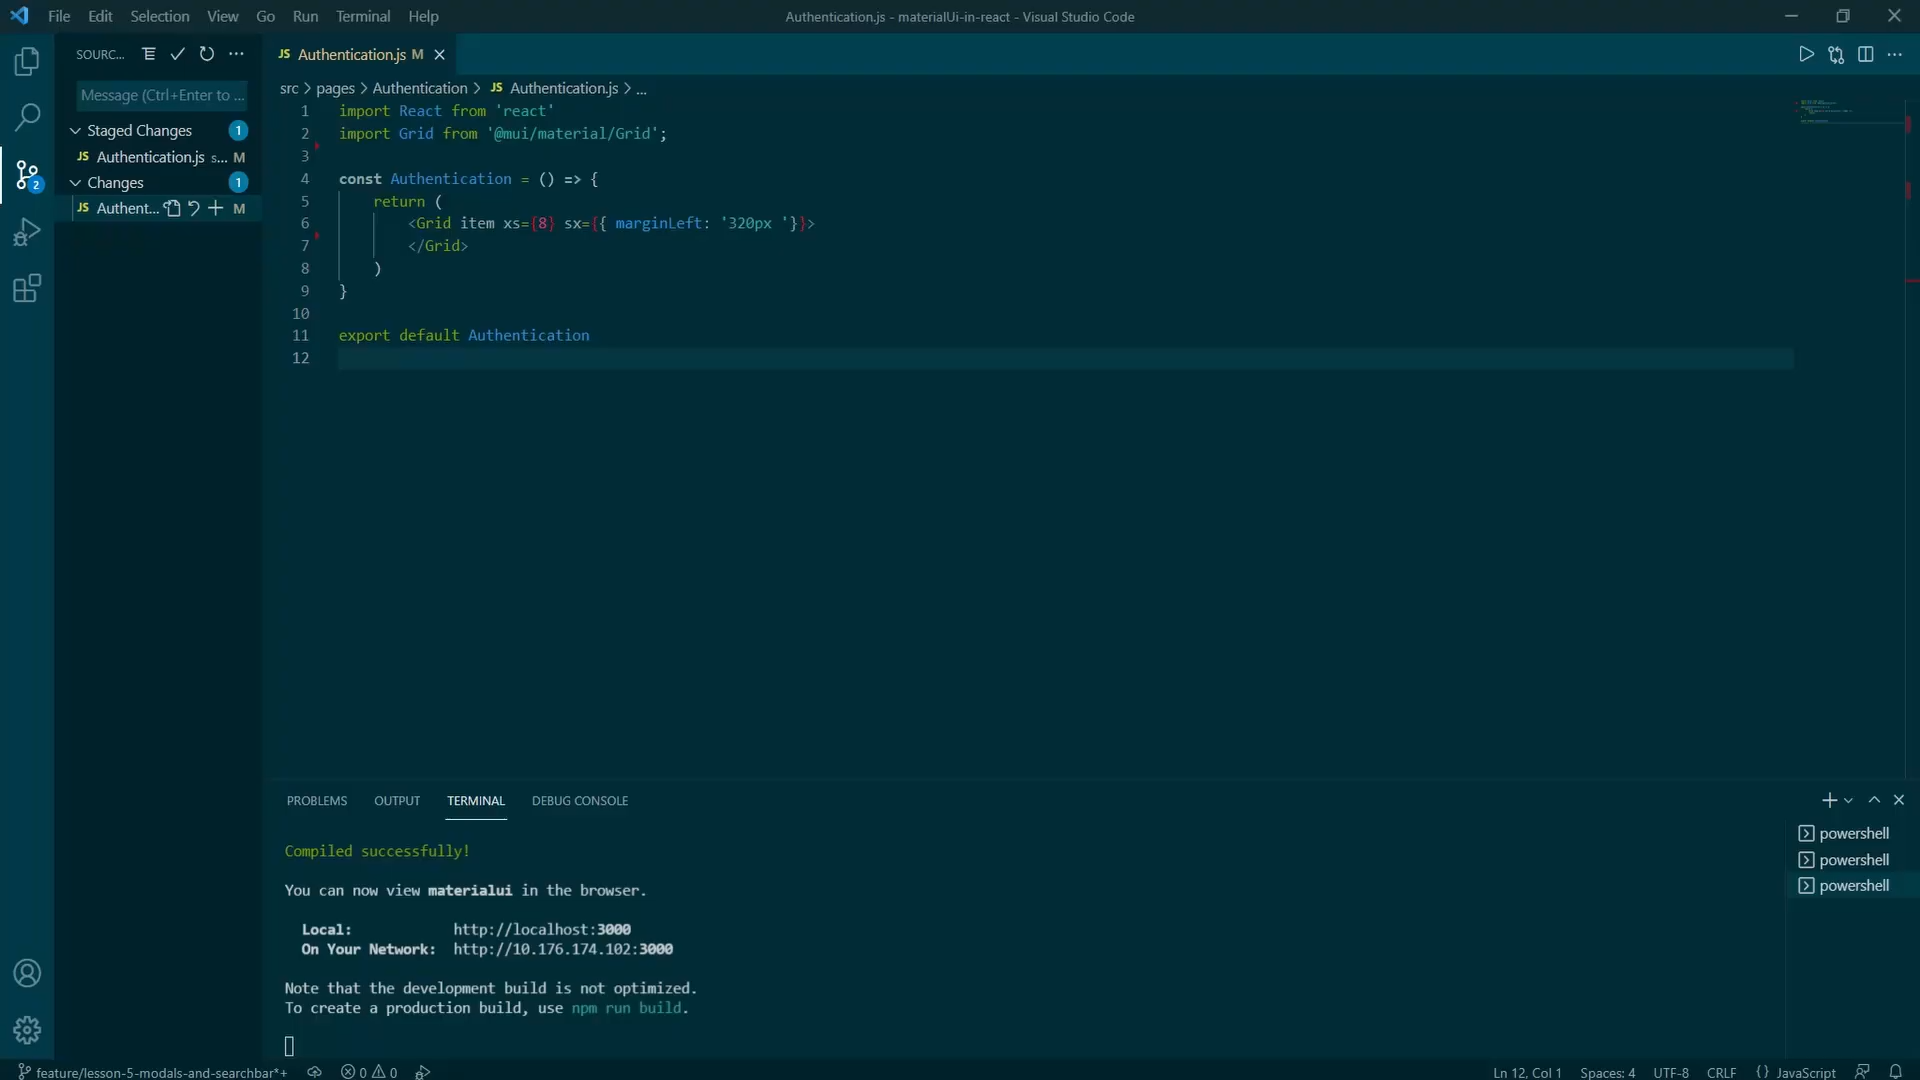 File Edit Selection View Go Run Terminal Help
Authentication.js - materialUi-in-react - Visual Studio Code
SOURC...
Message (Ctrl+Enter to ...
Staged Changes 1
JS Authentication.js s... M
Changes 1
JS Authent... M
2
JS Authentication.js M
src > pages > Authentication > JS Authentication.js > ...
1 import React from 'react'
2 import Grid from '@mui/material/Grid';
3
4 const Authentication = () => {
5 return (
6 <Grid item xs={8} sx={{ marginLeft: '320px '}}>
7 </Grid>
8 )
9 }
10
11 export default Authentication
12
PROBLEMS OUTPUT TERMINAL DEBUG CONSOLE
Compiled successfully!
You can now view materialui in the browser.
Local: http://localhost:3000
On Your Network: http://10.176.174.102:3000
Note that the development build is not optimized.
To create a production build, use npm run build.
powershell
powershell
powershell
feature/lesson-5-modals-and-searchbar*+ 0 0
Ln 12, Col 1 Spaces: 4 UTF-8 CRLF {} JavaScript